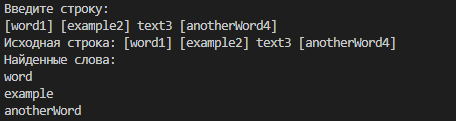 Введите строку:
[word1] [example2] text3 [anotherWord4]
Исходная строка: [word1] [example2] text3 [anotherWord4]
Найденные слова:
word
example
anotherWord